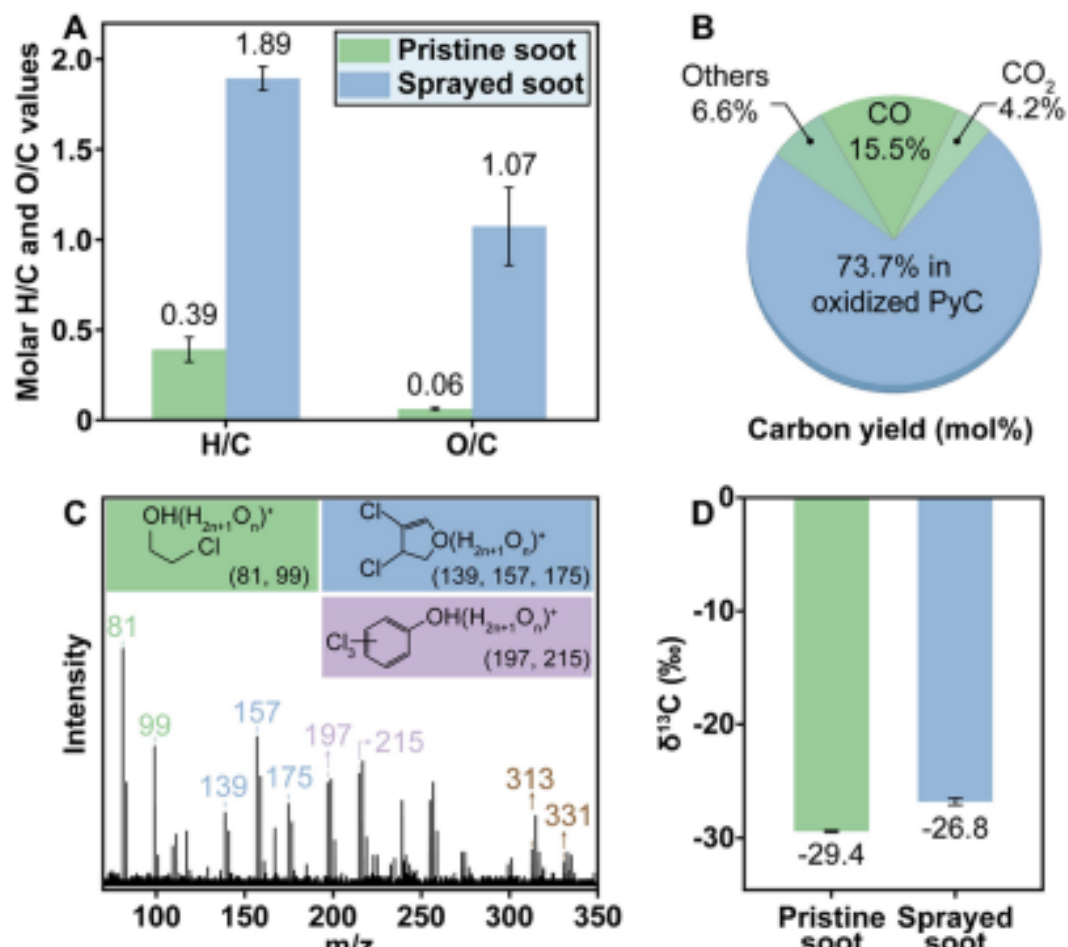 A
Molar H/C and O/C values
2.0
1.5
1.0
0.5
0
0.39
1.89
0.06
1.07
H/C
O/C
Pristine soot
Sprayed soot
B
Others
6.6%
CO
15.5%
CO₂
4.2%
73.7% in
oxidized PyC
Carbon yield (mol%)
C
OH(H₂ₙ₊₁Oₙ)⁺
Cl
(81, 99)
Cl
O(H₂ₙ₊₁Oₙ)⁺
Cl
(139, 157, 175)
OH(H₂ₙ₊₁Oₙ)⁺
Cl₃
(197, 215)
Intensity
81
99
139
157
175
197
215
313
331
100
150
200
250
300
350
m/z
D
δ¹³C (‰)
0
-10
-20
-30
-29.4
-26.8
Pristine
soot
Sprayed
soot